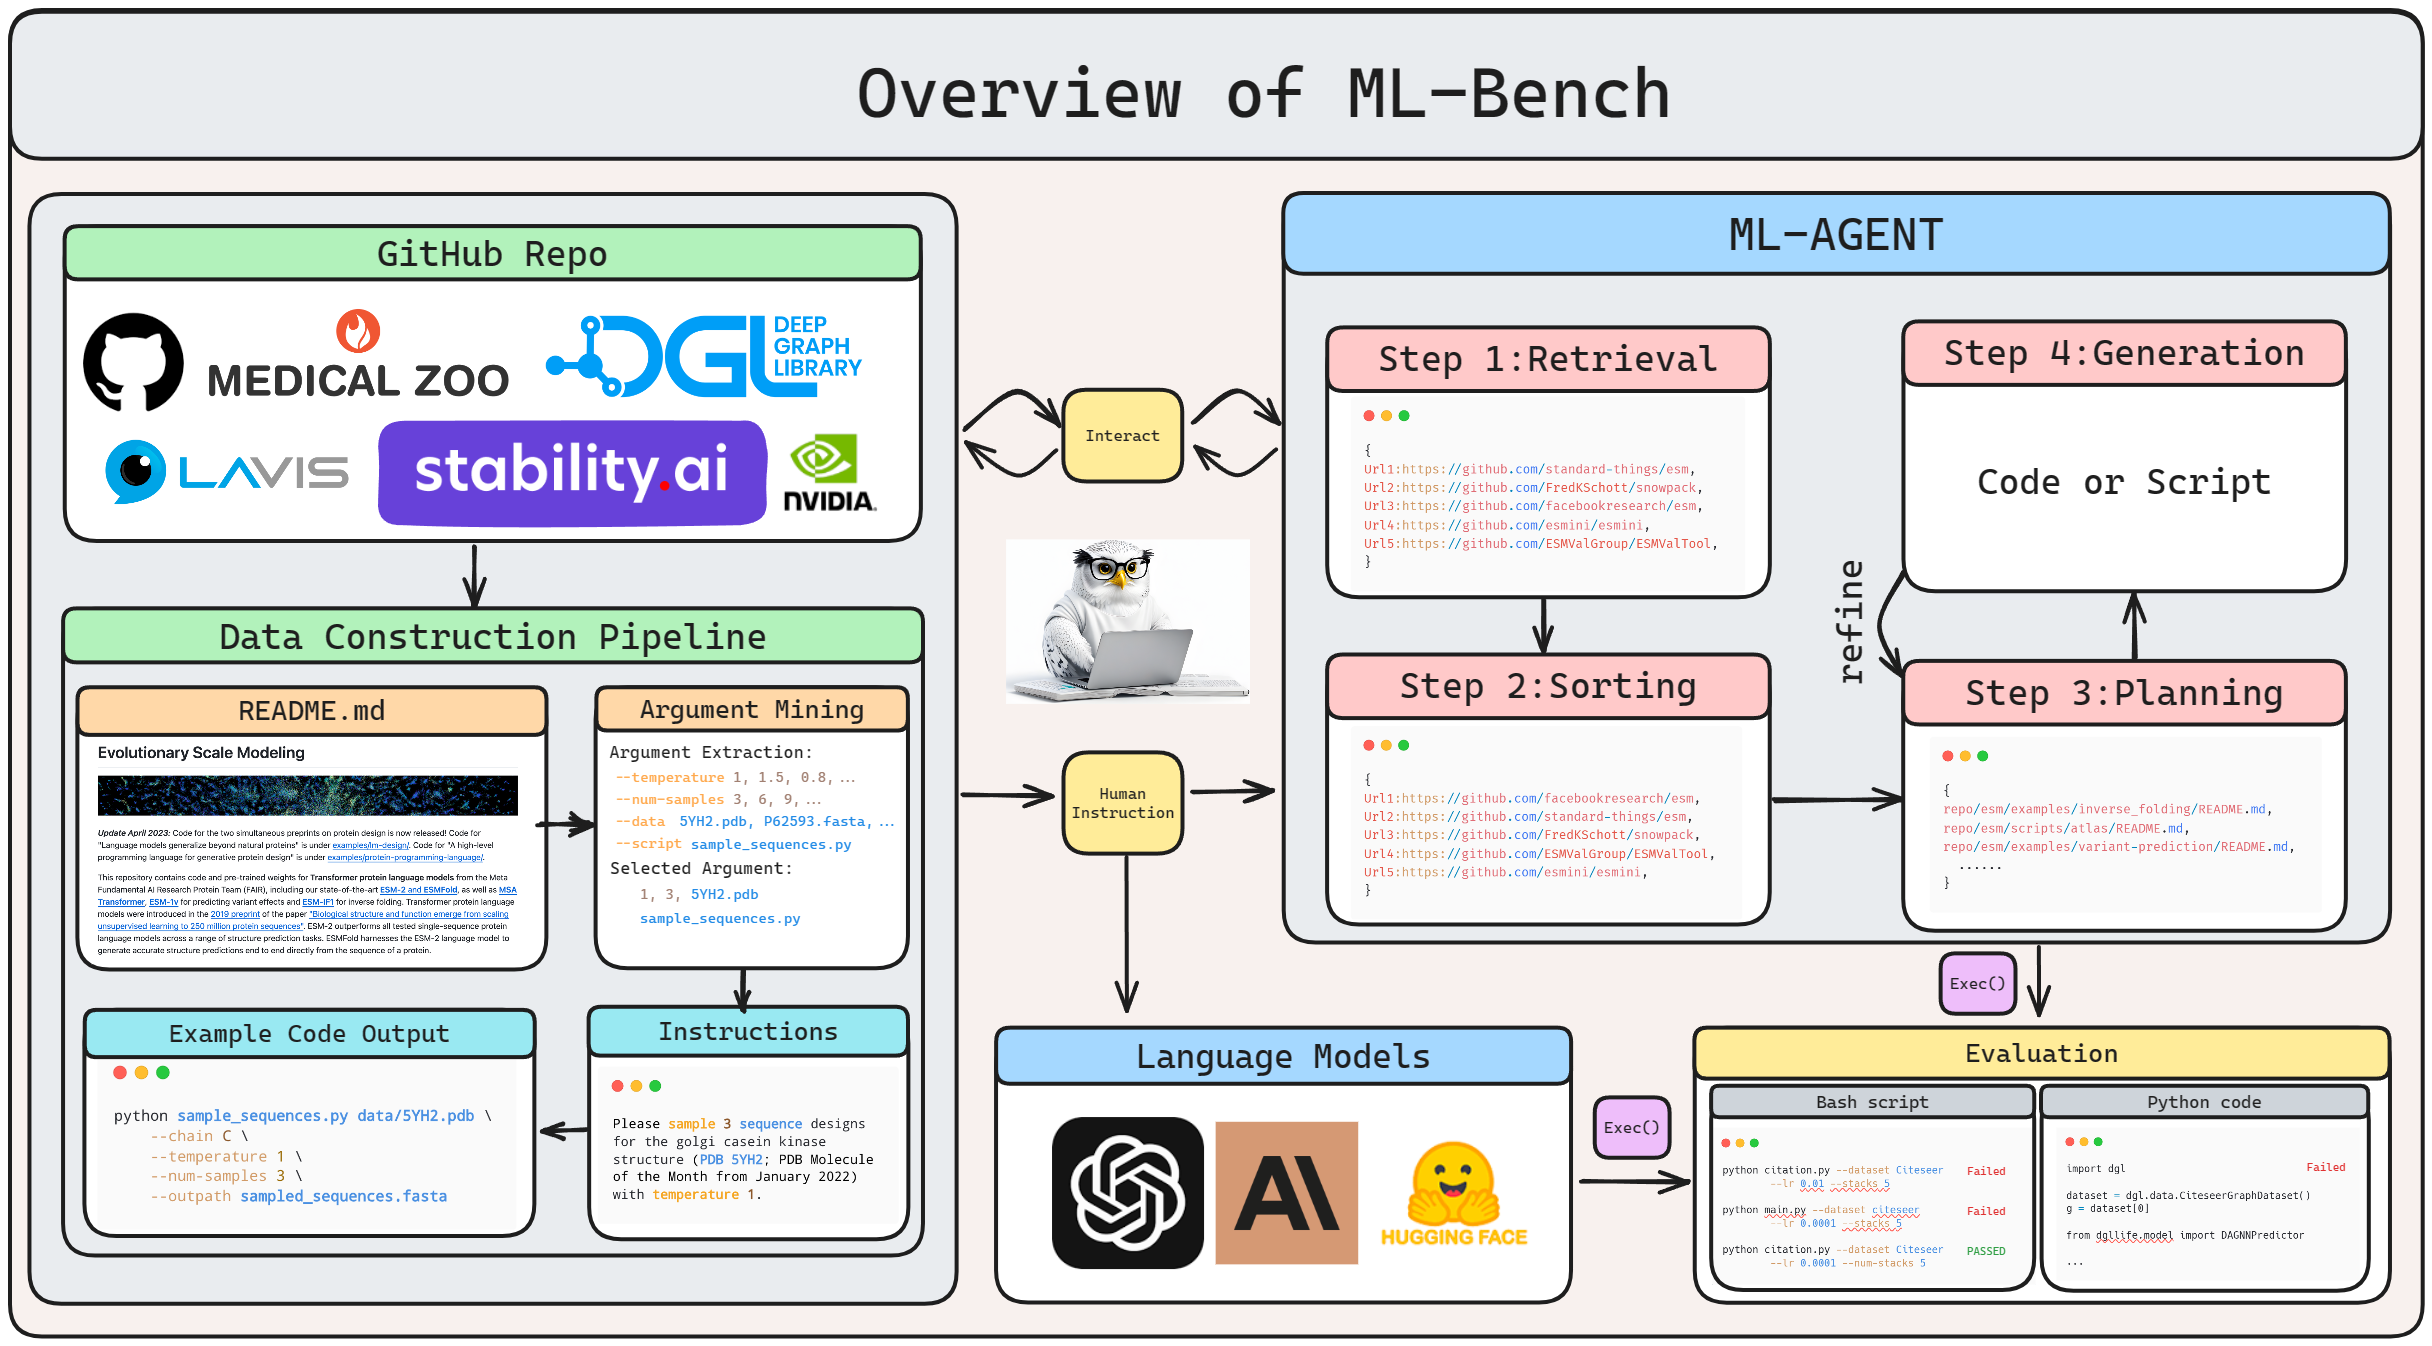 Overview of ML-Bench
GitHub Repo
MEDICAL ZOO
DGL
DEEP
GRAPH
LIBRARY
LAVIS
stability.ai
NVIDIA.
Data Construction Pipeline
README.md
Evolutionary Scale Modeling
Update April 2023: Code for the two simultaneous preprints on protein design is now released! Code for
"Language models generalize beyond natural proteins" is under examples/lm-design/. Code for "A high-level
programming language for generative protein design" is under examples/protein-programming-language/.
This repository contains code and pre-trained weights for Transformer protein language models from the Meta
Fundamental AI Research Protein Team (FAIR), including our state-of-the-art ESM-2 and ESMFold, as well as MSA
Transformer, ESM-1v for predicting variant effects and ESM-IF1 for inverse folding. Transformer protein language
models were introduced in the 2019 preprint of the paper "Biological structure and function emerge from scaling
unsupervised learning to 250 million protein sequences". ESM-2 outperforms all tested single-sequence protein
language models across a range of structure prediction tasks. ESMFold harnesses the ESM-2 language model to
generate accurate structure predictions end to end directly from the sequence of a protein.
Argument Mining
Argument Extraction:
--temperature 1, 1.5, 0.8, ...
--num-samples 3, 6, 9, ...
--data 5YH2.pdb, P62593.fasta, ...
--script sample_sequences.py
Selected Argument:
1, 3, 5YH2.pdb
sample_sequences.py
Example Code Output
python sample_sequences.py data/5YH2.pdb \
--chain C \
--temperature 1 \
--num-samples 3 \
--outpath sampled_sequences.fasta
Instructions
Please sample 3 sequence designs
for the golgi casein kinase
structure (PDB 5YH2; PDB Molecule
of the Month from January 2022)
with temperature 1.
Interact
Human
Instruction
ML-AGENT
Step 1:Retrieval
{
Url1:https://github.com/standard-things/esm,
Url2:https://github.com/FredKSchott/snowpack,
Url3:https://github.com/facebookresearch/esm,
Url4:https://github.com/esmini/esmini,
Url5:https://github.com/ESMValGroup/ESMValTool,
}
Step 2:Sorting
{
Url1:https://github.com/facebookresearch/esm,
Url2:https://github.com/standard-things/esm,
Url3:https://github.com/FredKSchott/snowpack,
Url4:https://github.com/ESMValGroup/ESMValTool,
Url5:https://github.com/esmini/esmini,
}
Step 3:Planning
{
repo/esm/examples/inverse_folding/README.md,
repo/esm/scripts/atlas/README.md,
repo/esm/examples/variant-prediction/README.md,
......
}
refine
Step 4:Generation
Code or Script
Language Models
HUGGING FACE
Exec()
Exec()
Evaluation
Bash script
python citation.py --dataset Citeseer Failed
--lr 0.01 --stacks 5
python main.py --dataset citeseer Failed
--lr 0.0001 --stacks 5
python citation.py --dataset Citeseer PASSED
--lr 0.0001 --num-stacks 5
Python code
import dgl Failed
dataset = dgl.data.CiteseerGraphDataset()
g = dataset[0]
from dgllife.model import DAGNNPredictor
...